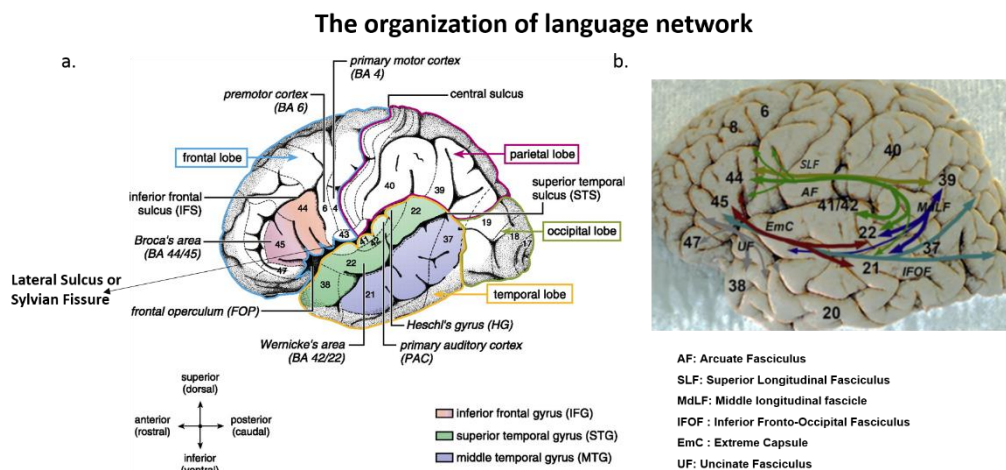 The organization of language network
a.
primary motor cortex
(BA 4)
premotor cortex
(BA 6)
central sulcus
frontal lobe
parietal lobe
inferior frontal
sulcus (IFS)
superior temporal
sulcus (STS)
Broca's area
(BA 44/45)
occipital lobe
Lateral Sulcus or
Sylvian Fissure
temporal lobe
frontal operculum (FOP)
Heschl's gyrus (HG)
Wernicke's area
(BA 42/22)
primary auditory cortex
(PAC)
44
6
4
40
39
45
43
41
42
22
19
18
17
47
22
37
38
21
superior
(dorsal)
anterior
(rostral)
posterior
(caudal)
inferior
(ventral)
inferior frontal gyrus (IFG)
superior temporal gyrus (STG)
middle temporal gyrus (MTG)
b.
6
8
40
SLF
44
39
AF
45
41/42
MdLF
EmC
22
47
UF
37
21
IFOF
38
20
AF: Arcuate Fasciculus
SLF: Superior Longitudinal Fasciculus
MdLF: Middle longitudinal fascicle
IFOF : Inferior Fronto-Occipital Fasciculus
EmC : Extreme Capsule
UF: Uncinate Fasciculus